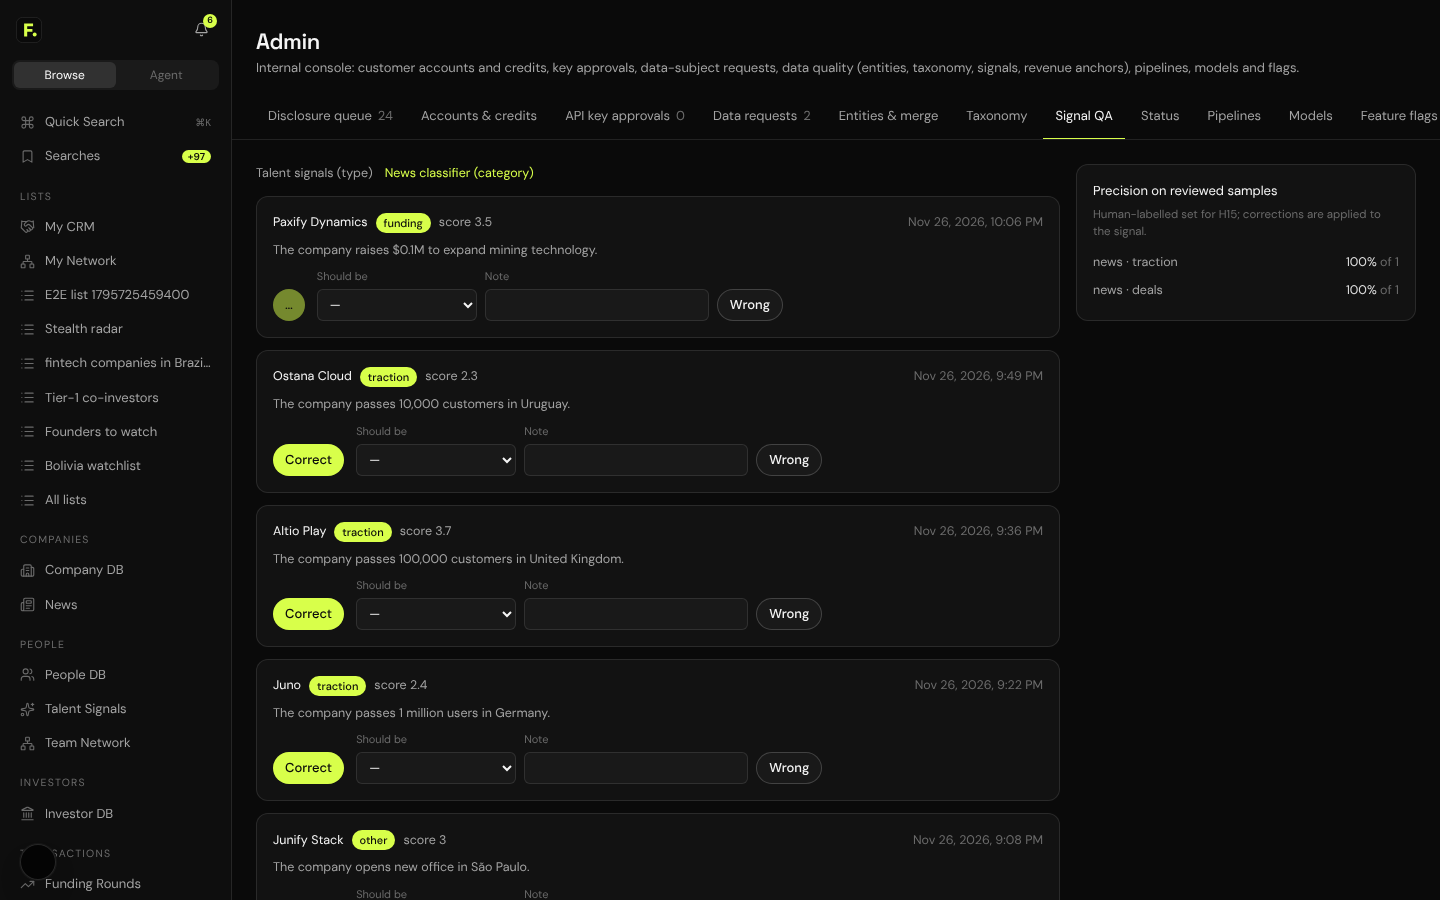 F.
6
Browse
Agent
Quick Search
⌘K
Searches
+97
LISTS
My CRM
My Network
E2E list 1795725459400
Stealth radar
fintech companies in Brazi...
Tier-1 co-investors
Founders to watch
Bolivia watchlist
All lists
COMPANIES
Company DB
News
PEOPLE
People DB
Talent Signals
Team Network
INVESTORS
Investor DB
Funding Rounds
Admin
Internal console: customer accounts and credits, key approvals, data-subject requests, data quality (entities, taxonomy, signals, revenue anchors), pipelines, models and flags.
Disclosure queue 24
Accounts & credits
API key approvals 0
Data requests 2
Entities & merge
Taxonomy
Signal QA
Status
Pipelines
Models
Feature flags
Talent signals (type)
News classifier (category)
Paxify Dynamics funding score 3.5
Nov 26, 2026, 10:06 PM
The company raises $0.1M to expand mining technology.
Should be
Note
...
—
Wrong
Ostana Cloud traction score 2.3
Nov 26, 2026, 9:49 PM
The company passes 10,000 customers in Uruguay.
Should be
Note
Correct
—
Wrong
Altio Play traction score 3.7
Nov 26, 2026, 9:36 PM
The company passes 100,000 customers in United Kingdom.
Should be
Note
Correct
—
Wrong
Juno traction score 2.4
Nov 26, 2026, 9:22 PM
The company passes 1 million users in Germany.
Should be
Note
Correct
—
Wrong
Junify Stack other score 3
Nov 26, 2026, 9:08 PM
The company opens new office in São Paulo.
Should be
Note
Precision on reviewed samples
Human-labelled set for H15; corrections are applied to
the signal.
news · traction
100% of 1
news · deals
100% of 1